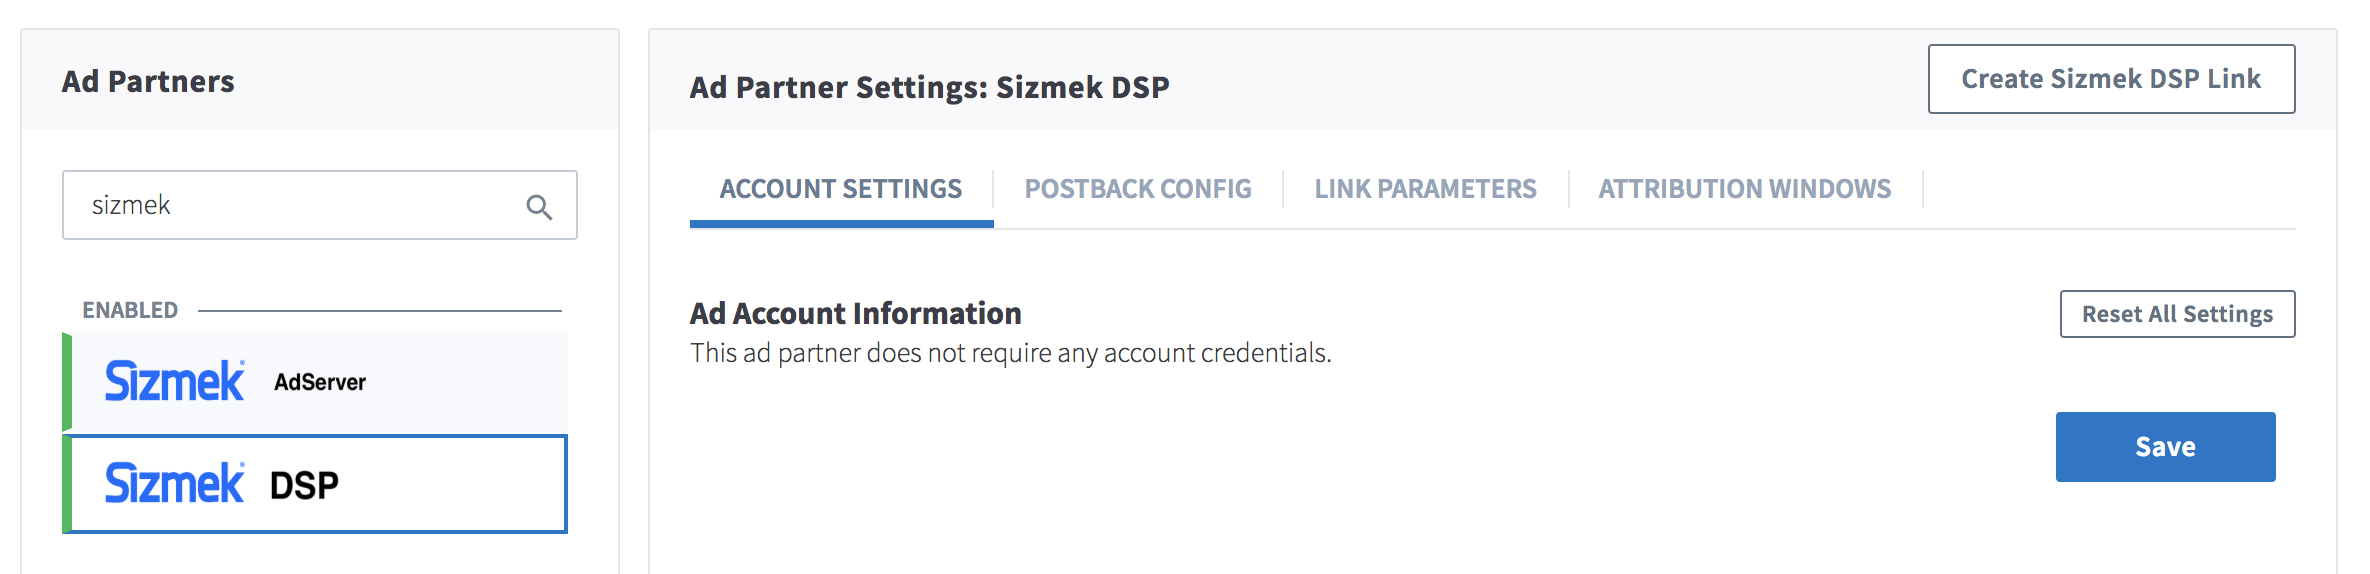 Ad Partners
sizmek
ENABLED
Sizmek® AdServer
Sizmek® DSP
Ad Partner Settings: Sizmek DSP
Create Sizmek DSP Link
ACCOUNT SETTINGS
POSTBACK CONFIG
LINK PARAMETERS
ATTRIBUTION WINDOWS
Ad Account Information
Reset All Settings
This ad partner does not require any account credentials.
Save